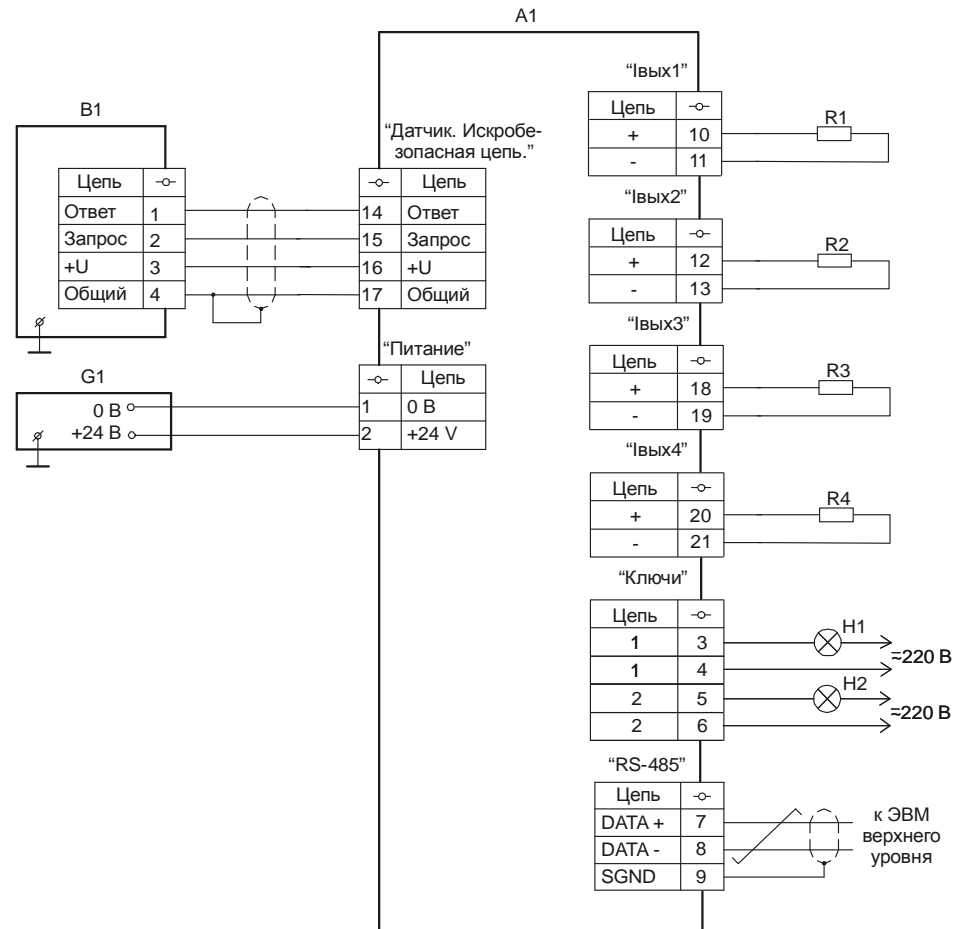 A1
B1
Цепь
Ответ 1
Запрос 2
+U 3
Общий 4
“Датчик. Искробе-
зопасная цепь.”
Цепь
14 Ответ
15 Запрос
16 +U
17 Общий
G1
0 В
+24 В
“Питание”
Цепь
1 0 В
2 +24 V
“Iвых1”
Цепь
+ 10
- 11
R1
“Iвых2”
Цепь
+ 12
- 13
R2
“Iвых3”
Цепь
+ 18
- 19
R3
“Iвых4”
Цепь
+ 20
- 21
R4
“Ключи”
Цепь
1 3
1 4
2 5
2 6
H1
≂220 В
H2
≂220 В
“RS-485”
Цепь
DATA + 7
DATA - 8
SGND 9
к ЭВМ
верхнего
уровня